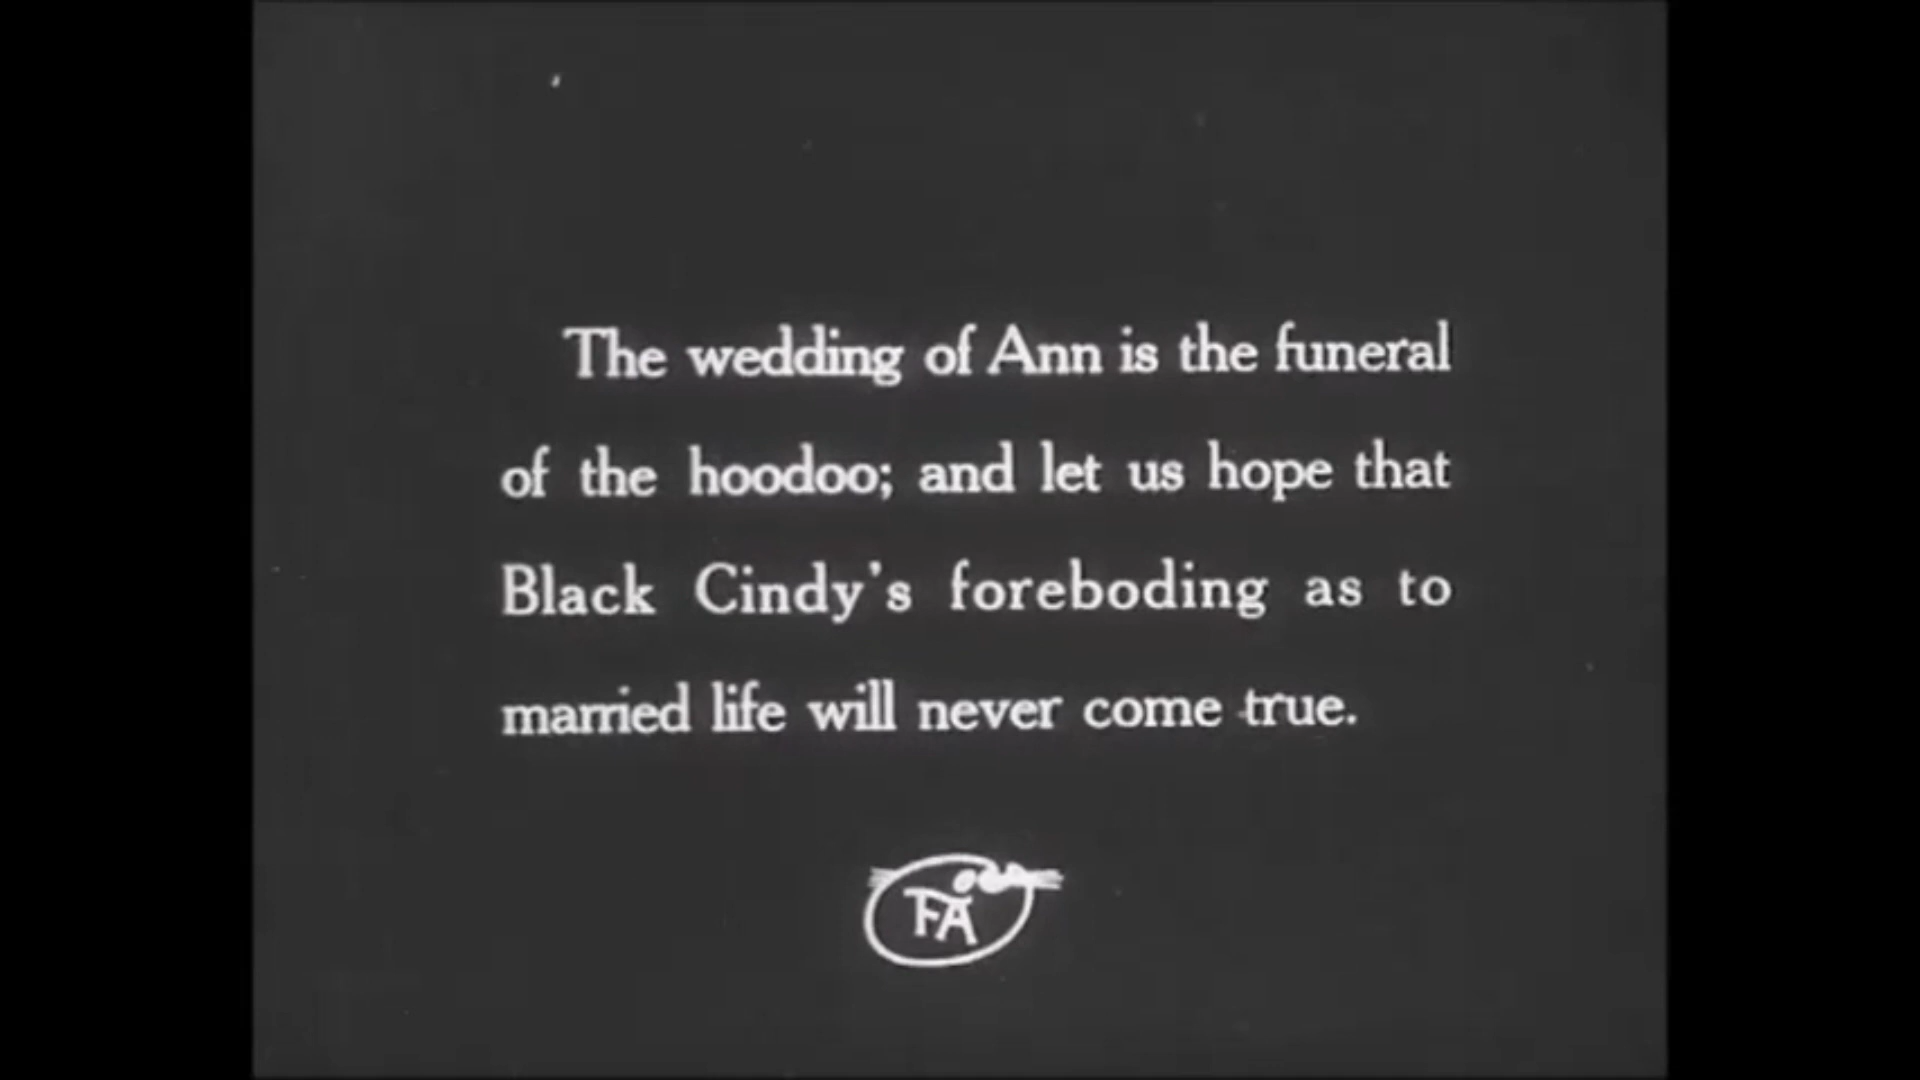 The wedding of Ann is the funeral
of the hoodoo; and let us hope that
Black Cindy's foreboding as to
married life will never come true.
FA